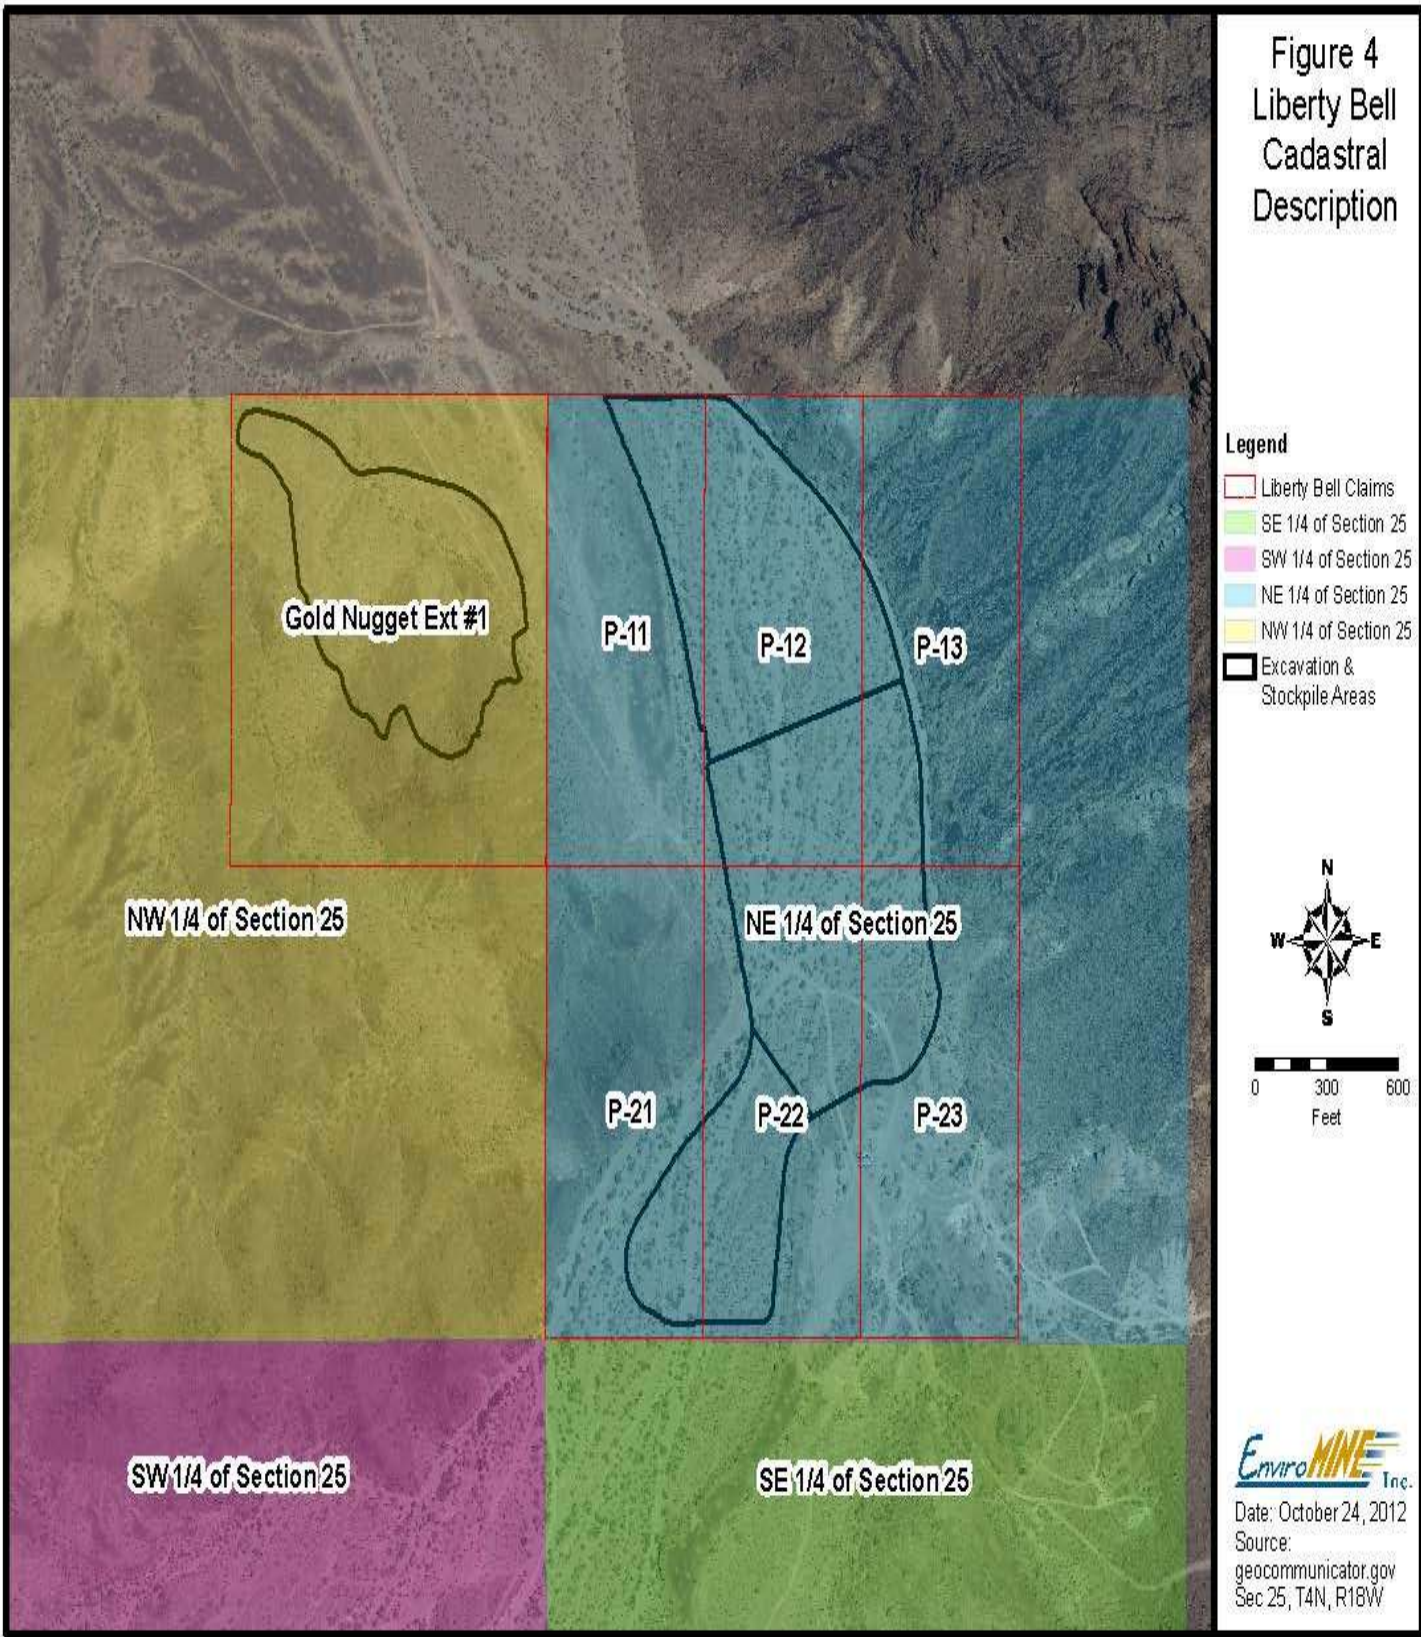 Figure 4
Liberty Bell
Cadastral
Description
Legend
Liberty Bell Claims
SE 1/4 of Section 25
SW 1/4 of Section 25
NE 1/4 of Section 25
NW 1/4 of Section 25
Excavation &
Stockpile Areas
Gold Nugget Ext #1
P-11
P-12
P-13
NW 1/4 of Section 25
NE 1/4 of Section 25
P-21
P-22
P-23
SW 1/4 of Section 25
SE 1/4 of Section 25
N
W
E
S
0 300 600
Feet
EnviroMINE Inc.
Date: October 24, 2012
Source:
geocommunicator.gov
Sec 25, T4N, R18W